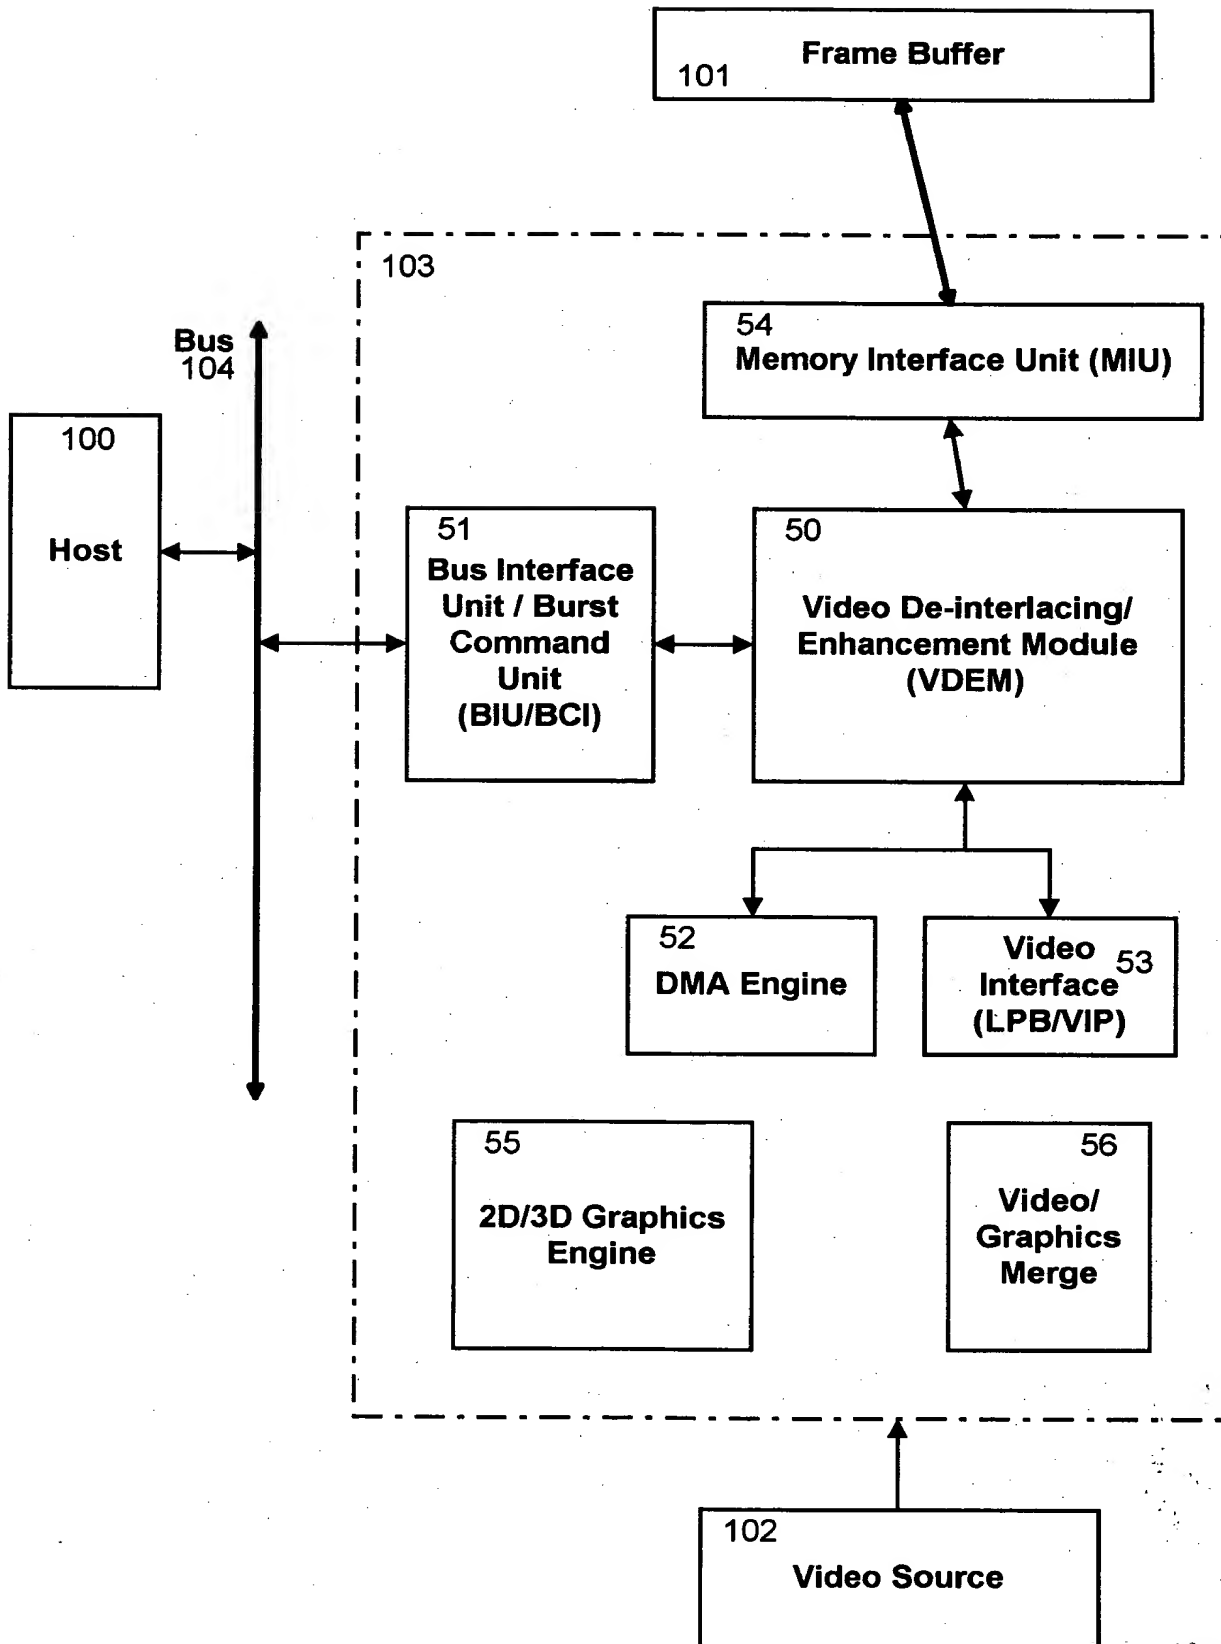 Frame Buffer
101
103
54
Memory Interface Unit (MIU)
Bus
104
100
Host
51
Bus Interface
Unit / Burst
Command
Unit
(BIU/BCI)
50
Video De-interlacing/
Enhancement Module
(VDEM)
52
DMA Engine
Video
53
Interface
(LPB/VIP)
55
2D/3D Graphics
Engine
56
Video/
Graphics
Merge
102
Video Source